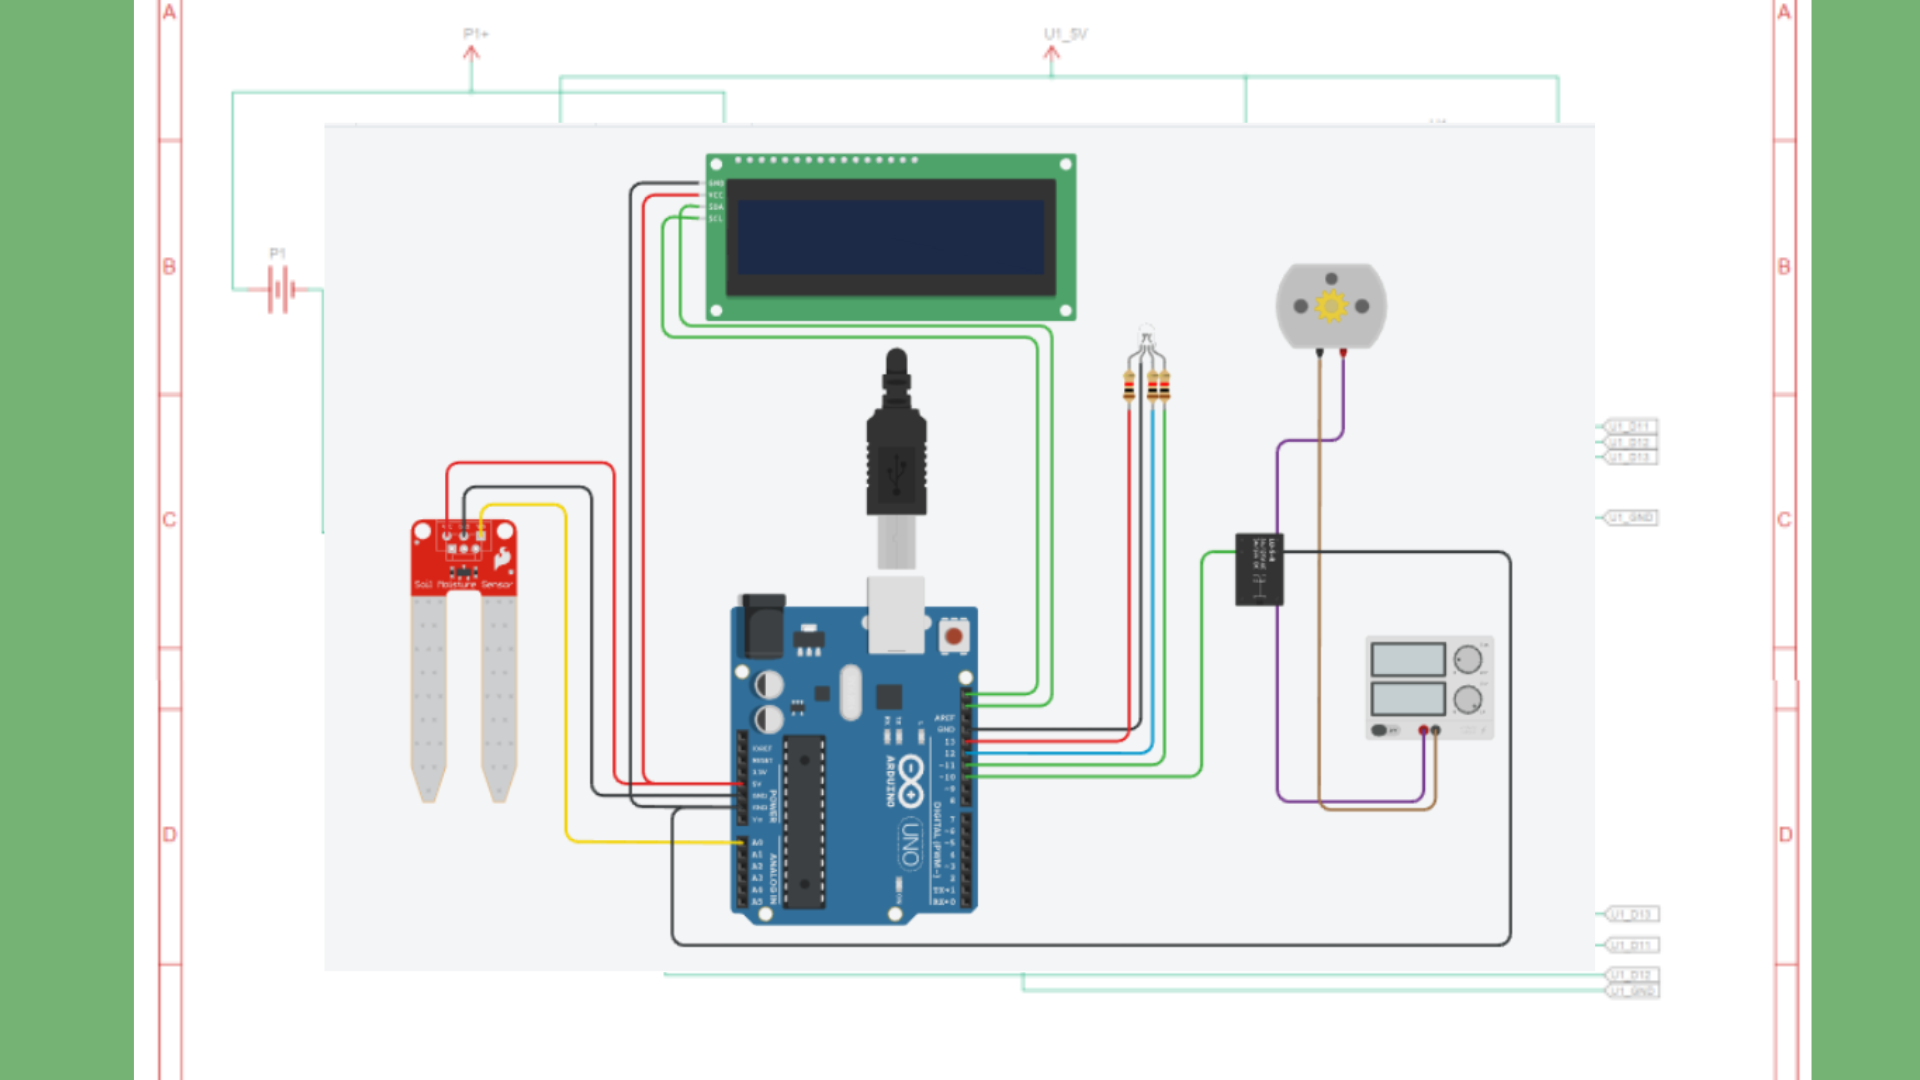 A
A
P1+
U1_5V
B
B
P1
GND
VCC
SDA
SCL
U1_D11
U1_D12
U1_D13
C
C
U1_GND
Soil Moisture Sensor
AREF
GND
13
12
~11
~10
~9
8
IOREF
RESET
3.3V
5V
GND
GND
Vin
POWER
ARDUINO
UNO
DIGITAL (PWM~)
7
~6
~5
4
~3
2
TX→1
RX←0
A0
A1
A2
A3
A4
A5
ANALOG IN
RX
TX
L
ON
D
D
U1_D13
U1_D11
U1_D12
U1_GND